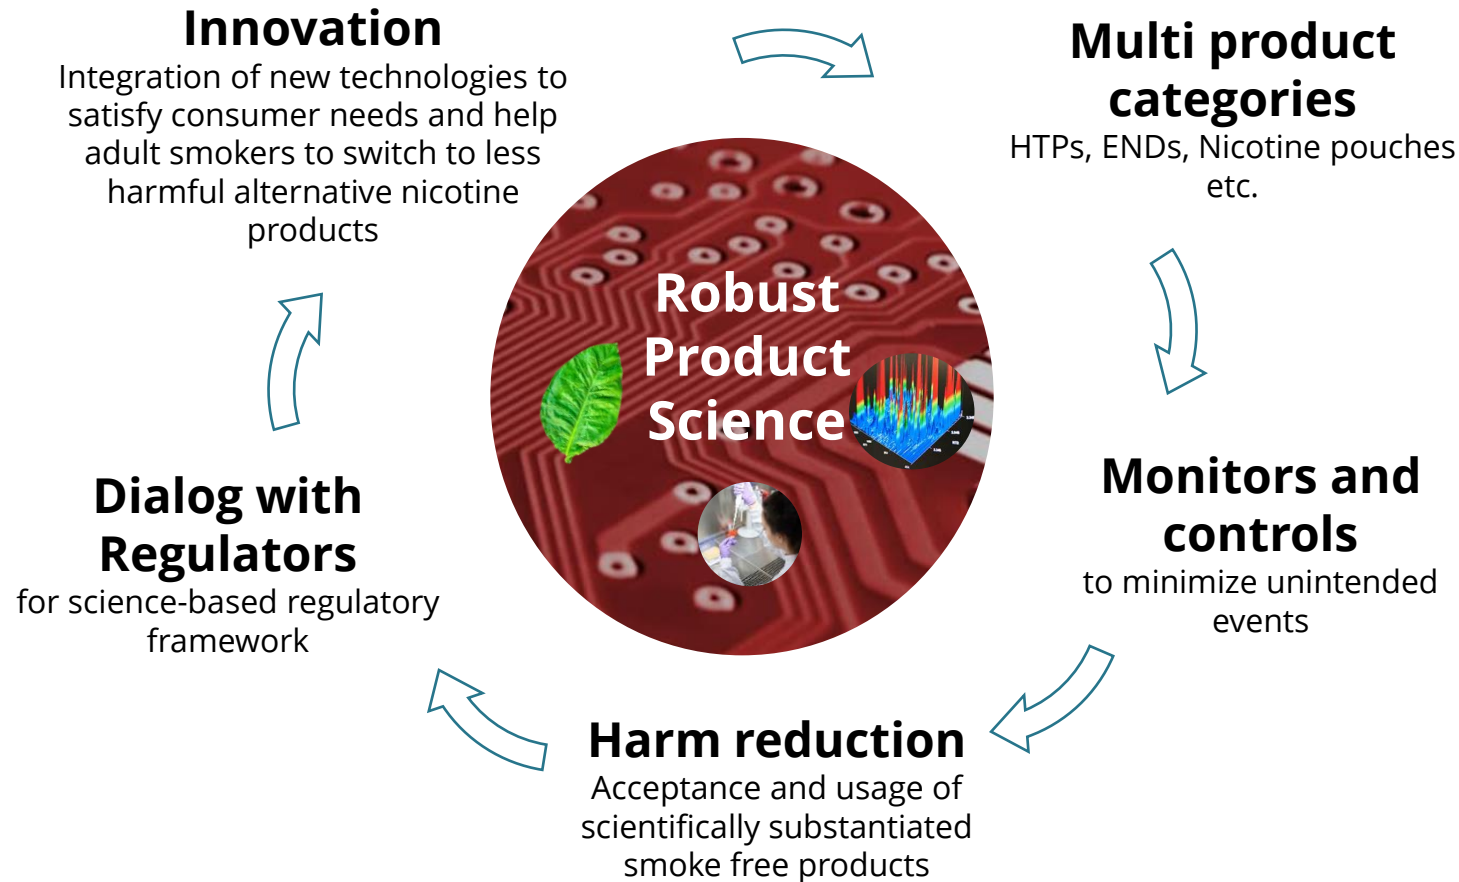 Innovation
Integration of new technologies to
satisfy consumer needs and help
adult smokers to switch to less
harmful alternative nicotine
products
Multi product
categories
HTPs, ENDs, Nicotine pouches
etc.
Robust
Product
Science
Monitors and
controls
to minimize unintended
events
Harm reduction
Acceptance and usage of
scientifically substantiated
smoke free products
Dialog with
Regulators
for science-based regulatory
framework